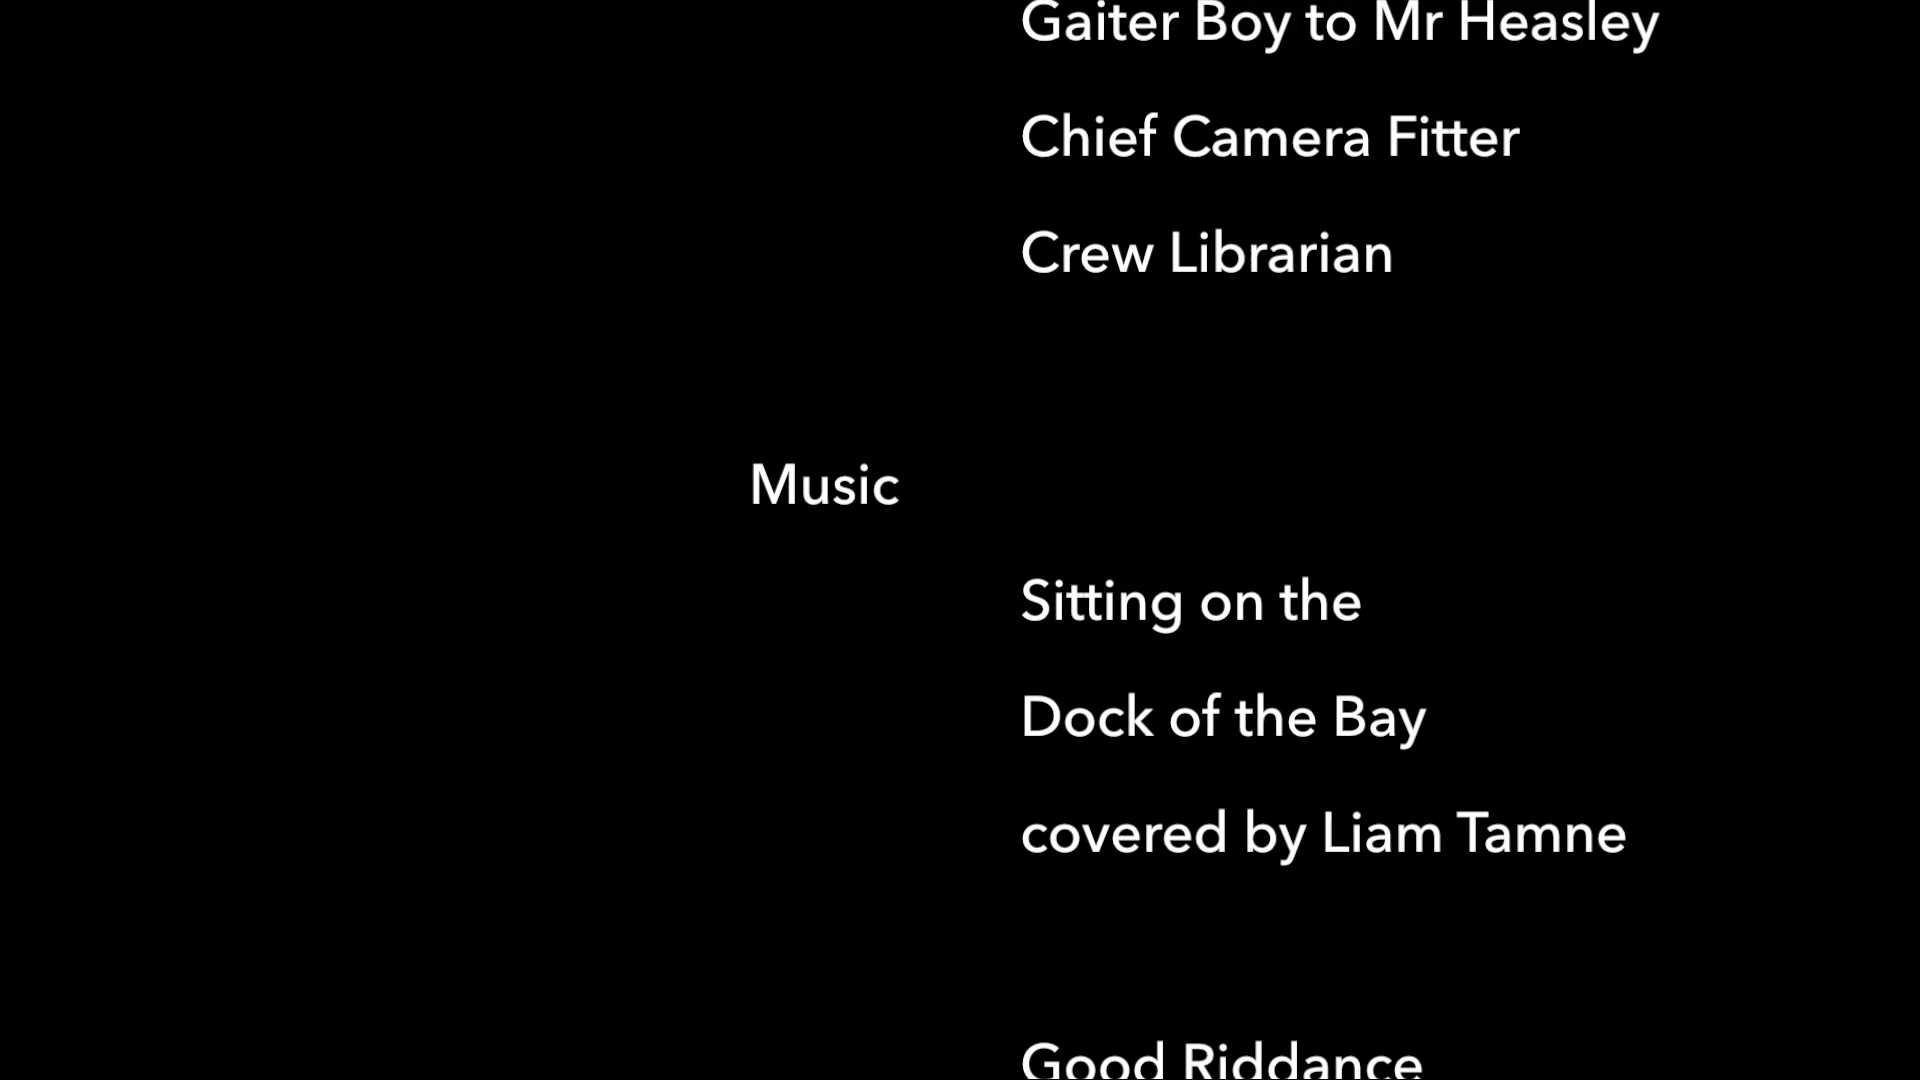 Gaiter Boy to Mr Heasley
Chief Camera Fitter
Crew Librarian
Music
Sitting on the
Dock of the Bay
covered by Liam Tamne
Good Riddance